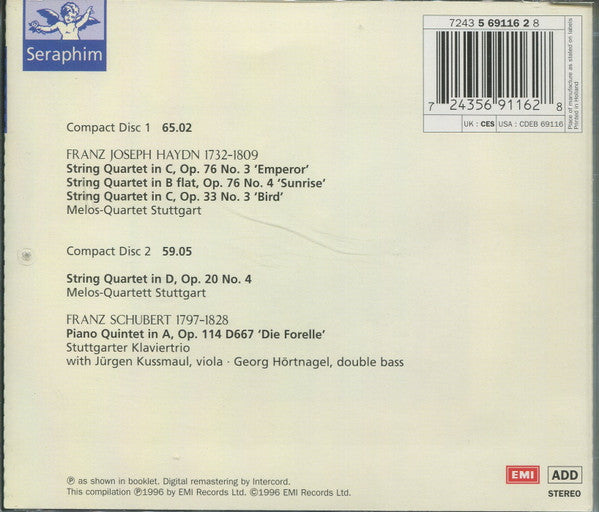 Seraphim
7243 5 69116 2 8
7 24356 91162 8
UK : CES USA : CDEB 69116
Place of manufacture as stated on labels
Printed in Holland
Compact Disc 1 65.02
FRANZ JOSEPH HAYDN 1732-1809
String Quartet in C, Op. 76 No. 3 ‘Emperor’
String Quartet in B flat, Op. 76 No. 4 ‘Sunrise’
String Quartet in C, Op. 33 No. 3 ‘Bird’
Melos-Quartet Stuttgart
Compact Disc 2 59.05
String Quartet in D, Op. 20 No. 4
Melos-Quartett Stuttgart
FRANZ SCHUBERT 1797-1828
Piano Quintet in A, Op. 114 D667 ‘Die Forelle’
Stuttgarter Klaviertrio
with Jürgen Kussmaul, viola · Georg Hörtnagel, double bass
℗ as shown in booklet. Digital remastering by Intercord.
This compilation ℗1996 by EMI Records Ltd. ©1996 EMI Records Ltd.
EMI ADD
STEREO